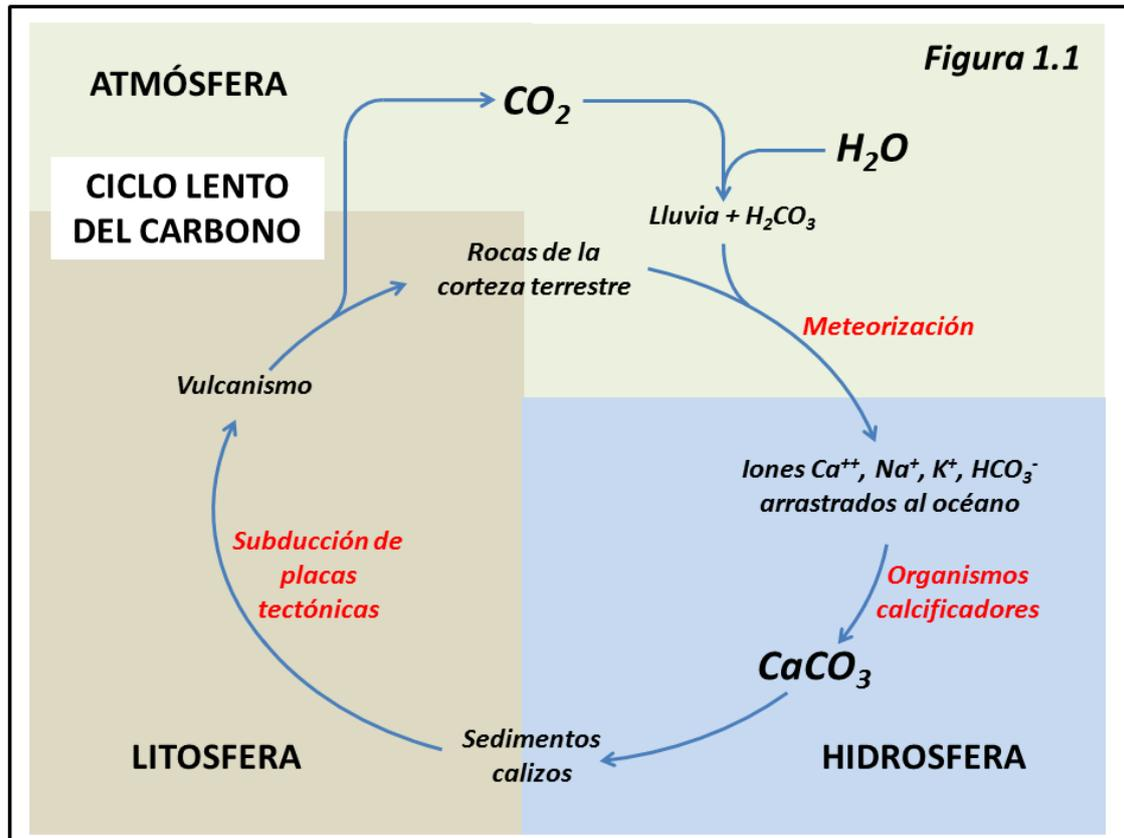 Figura 1.1
ATMÓSFERA
CO₂
H₂O
CICLO LENTO
DEL CARBONO
Lluvia + H₂CO₃
Rocas de la
corteza terrestre
Meteorización
Vulcanismo
Iones Ca⁺⁺, Na⁺, K⁺, HCO₃⁻
arrastrados al océano
Subducción de
placas
tectónicas
Organismos
calcificadores
CaCO₃
Sedimentos
calizos
LITOSFERA
HIDROSFERA